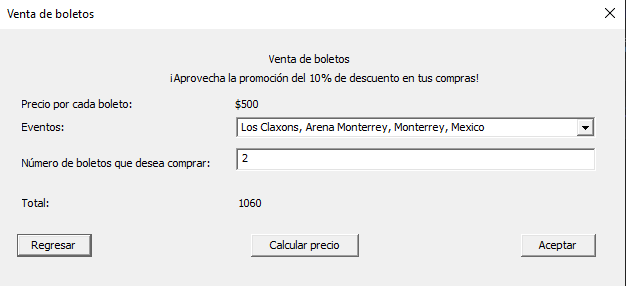 Venta de boletos
Venta de boletos
¡Aprovecha la promoción del 10% de descuento en tus compras!
Precio por cada boleto: $500
Eventos: Los Claxons, Arena Monterrey, Monterrey, Mexico
Número de boletos que desea comprar: 2
Total: 1060
Regresar Calcular precio Aceptar